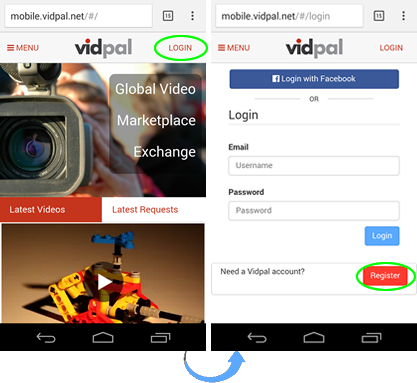 mobile.vidpal.net/#/
15
MENU
vidpal
LOGIN
Global Video
Marketplace
Exchange
Latest Videos
Latest Requests
mobile.vidpal.net/#/login
15
MENU
vidpal
LOGIN
Login with Facebook
OR
Login
Email
Username
Password
Password
Login
Need a Vidpal account?
Register